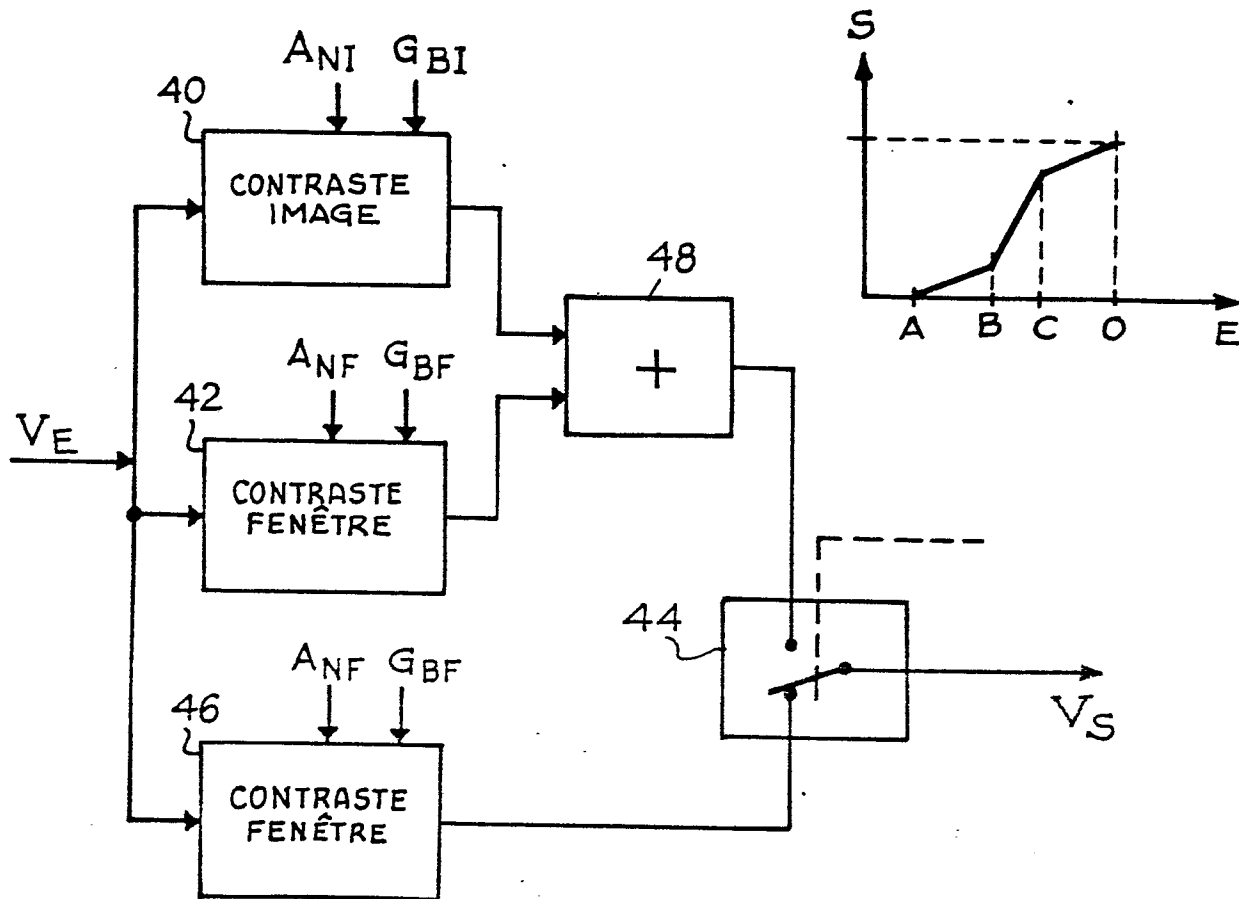 A_NI G_BI
40
CONTRASTE
IMAGE
S
A B C O E
48
+
A_NF G_BF
42
V_E
CONTRASTE
FENÊTRE
44
V_S
A_NF G_BF
46
CONTRASTE
FENÊTRE